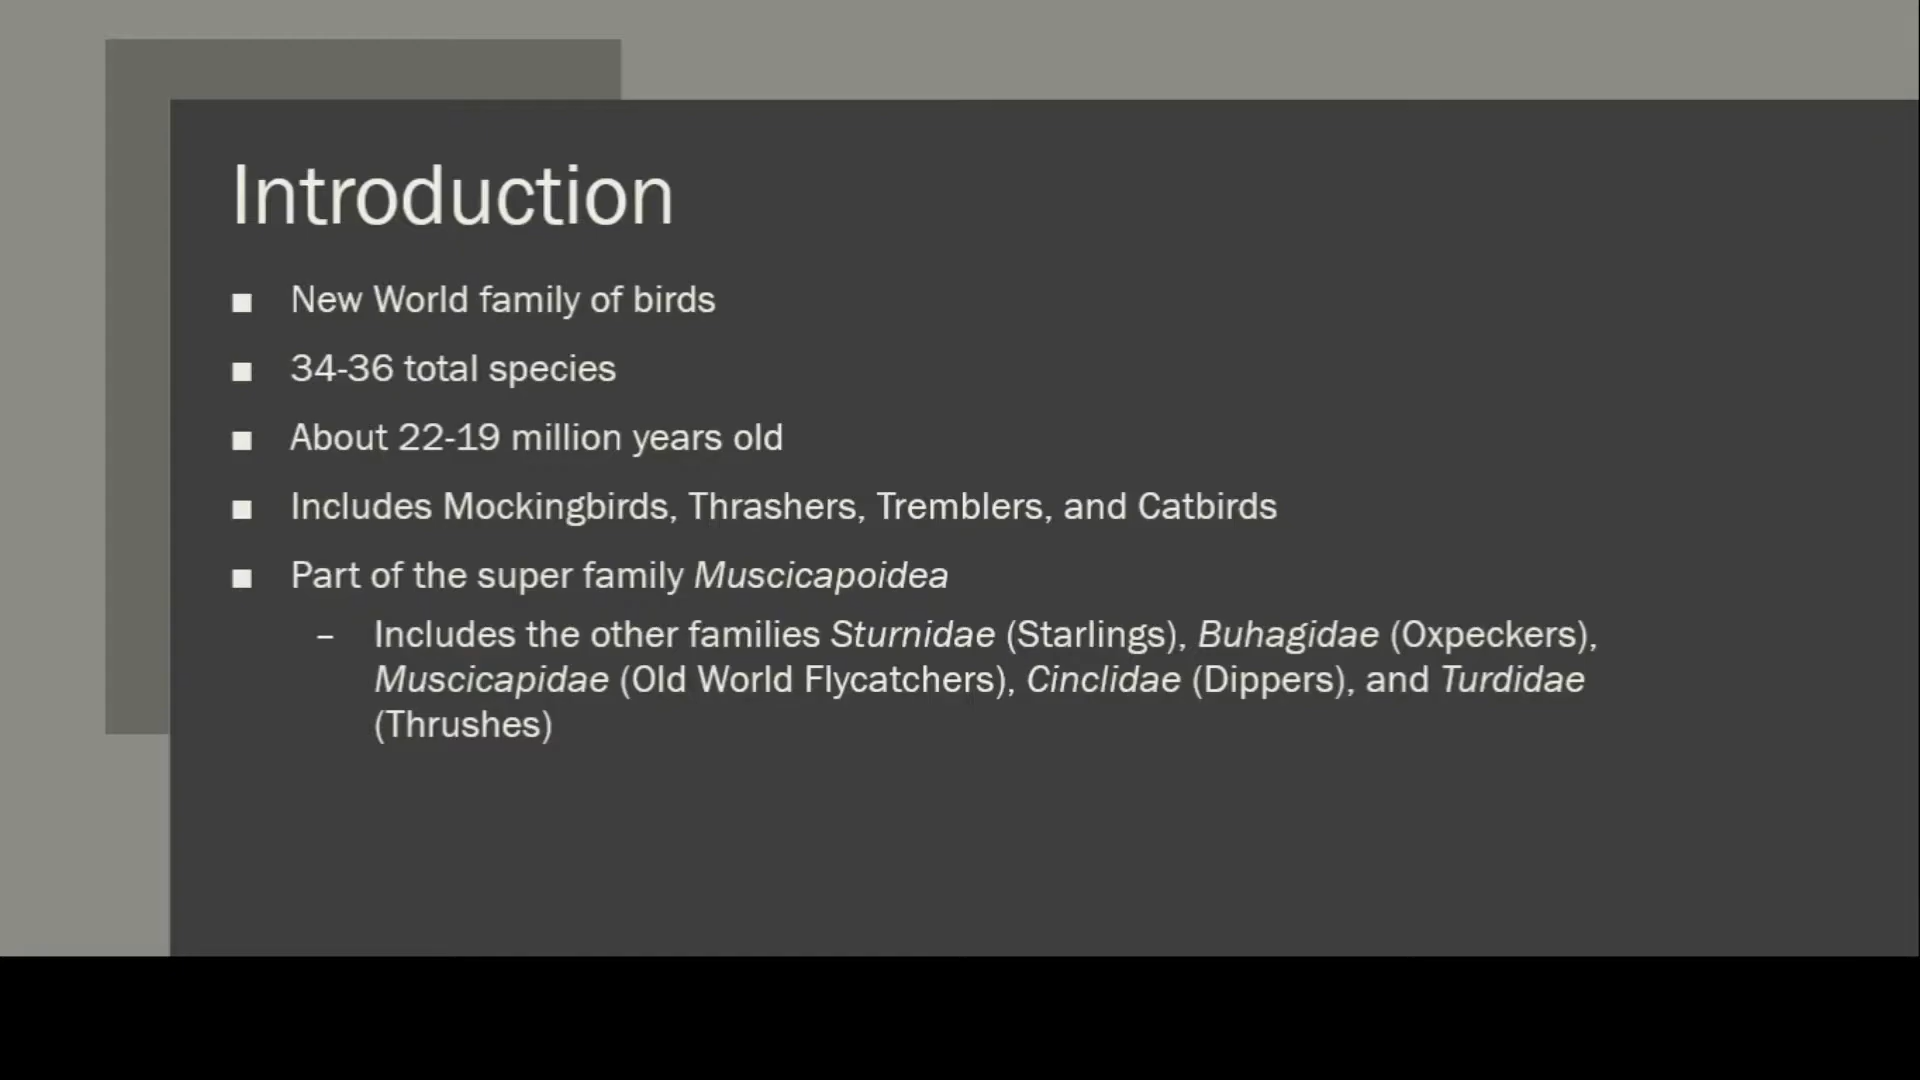 Introduction
■ New World family of birds
■ 34-36 total species
■ About 22-19 million years old
■ Includes Mockingbirds, Thrashers, Tremblers, and Catbirds
■ Part of the super family Muscicapoidea
– Includes the other families Sturnidae (Starlings), Buhagidae (Oxpeckers),
Muscicapidae (Old World Flycatchers), Cinclidae (Dippers), and Turdidae
(Thrushes)